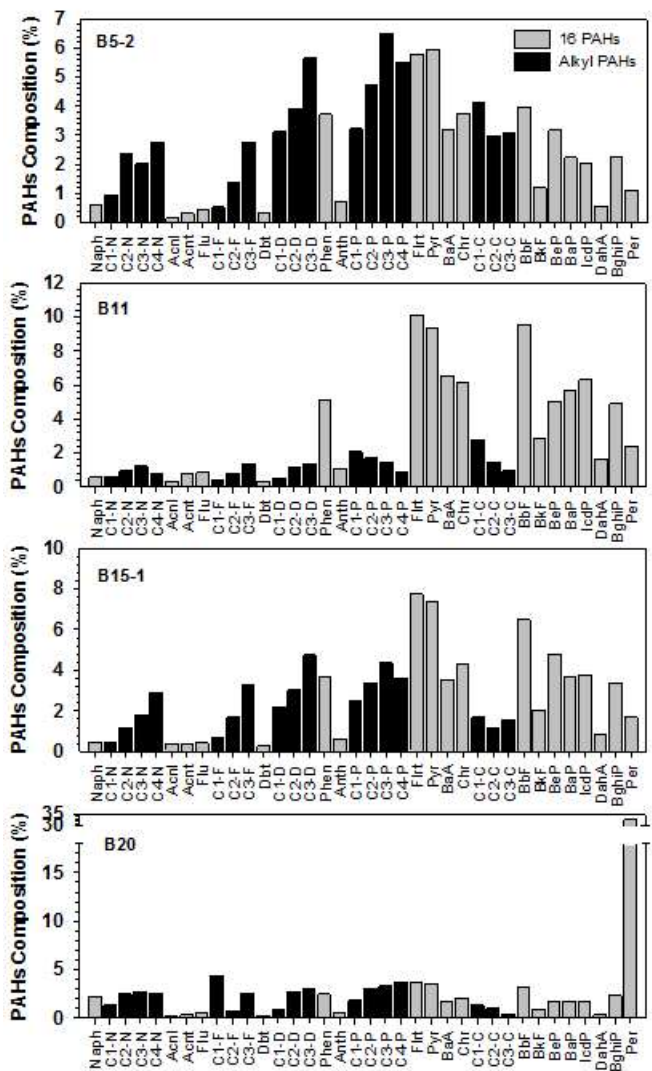 PAHs Composition (%)
7
6
5
4
3
2
1
0
B5-2
16 PAHs
Alkyl PAHs
Naph C1-N C2-N C3-N C4-N Acnl Acnt Flu C1-F C2-F C3-F Dbt C1-D C2-D C3-D Phen Anth C1-P C2-P C3-P C4-P Flrt Pyr BaA Chr C1-C C2-C C3-C BbF BkF BeP BaP IcdP DahA BghiP Per
PAHs Composition (%)
12
10
8
6
4
2
0
B11
Naph C1-N C2-N C3-N C4-N Acnl Acnt Flu C1-F C2-F C3-F Dbt C1-D C2-D C3-D Phen Anth C1-P C2-P C3-P C4-P Flrt Pyr BaA Chr C1-C C2-C C3-C BbF BkF BeP BaP IcdP DahA BghiP Per
PAHs Composition (%)
10
8
6
4
2
0
B15-1
Naph C1-N C2-N C3-N C4-N Acnl Acnt Flu C1-F C2-F C3-F Dbt C1-D C2-D C3-D Phen Anth C1-P C2-P C3-P C4-P Flrt Pyr BaA Chr C1-C C2-C C3-C BbF BkF BeP BaP IcdP DahA BghiP Per
PAHs Composition (%)
35
30
15
10
5
0
B20
Naph C1-N C2-N C3-N C4-N Acnl Acnt Flu C1-F C2-F C3-F Dbt C1-D C2-D C3-D Phen Anth C1-P C2-P C3-P C4-P Flrt Pyr BaA Chr C1-C C2-C C3-C BbF BkF BeP BaP IcdP DahA BghiP Per